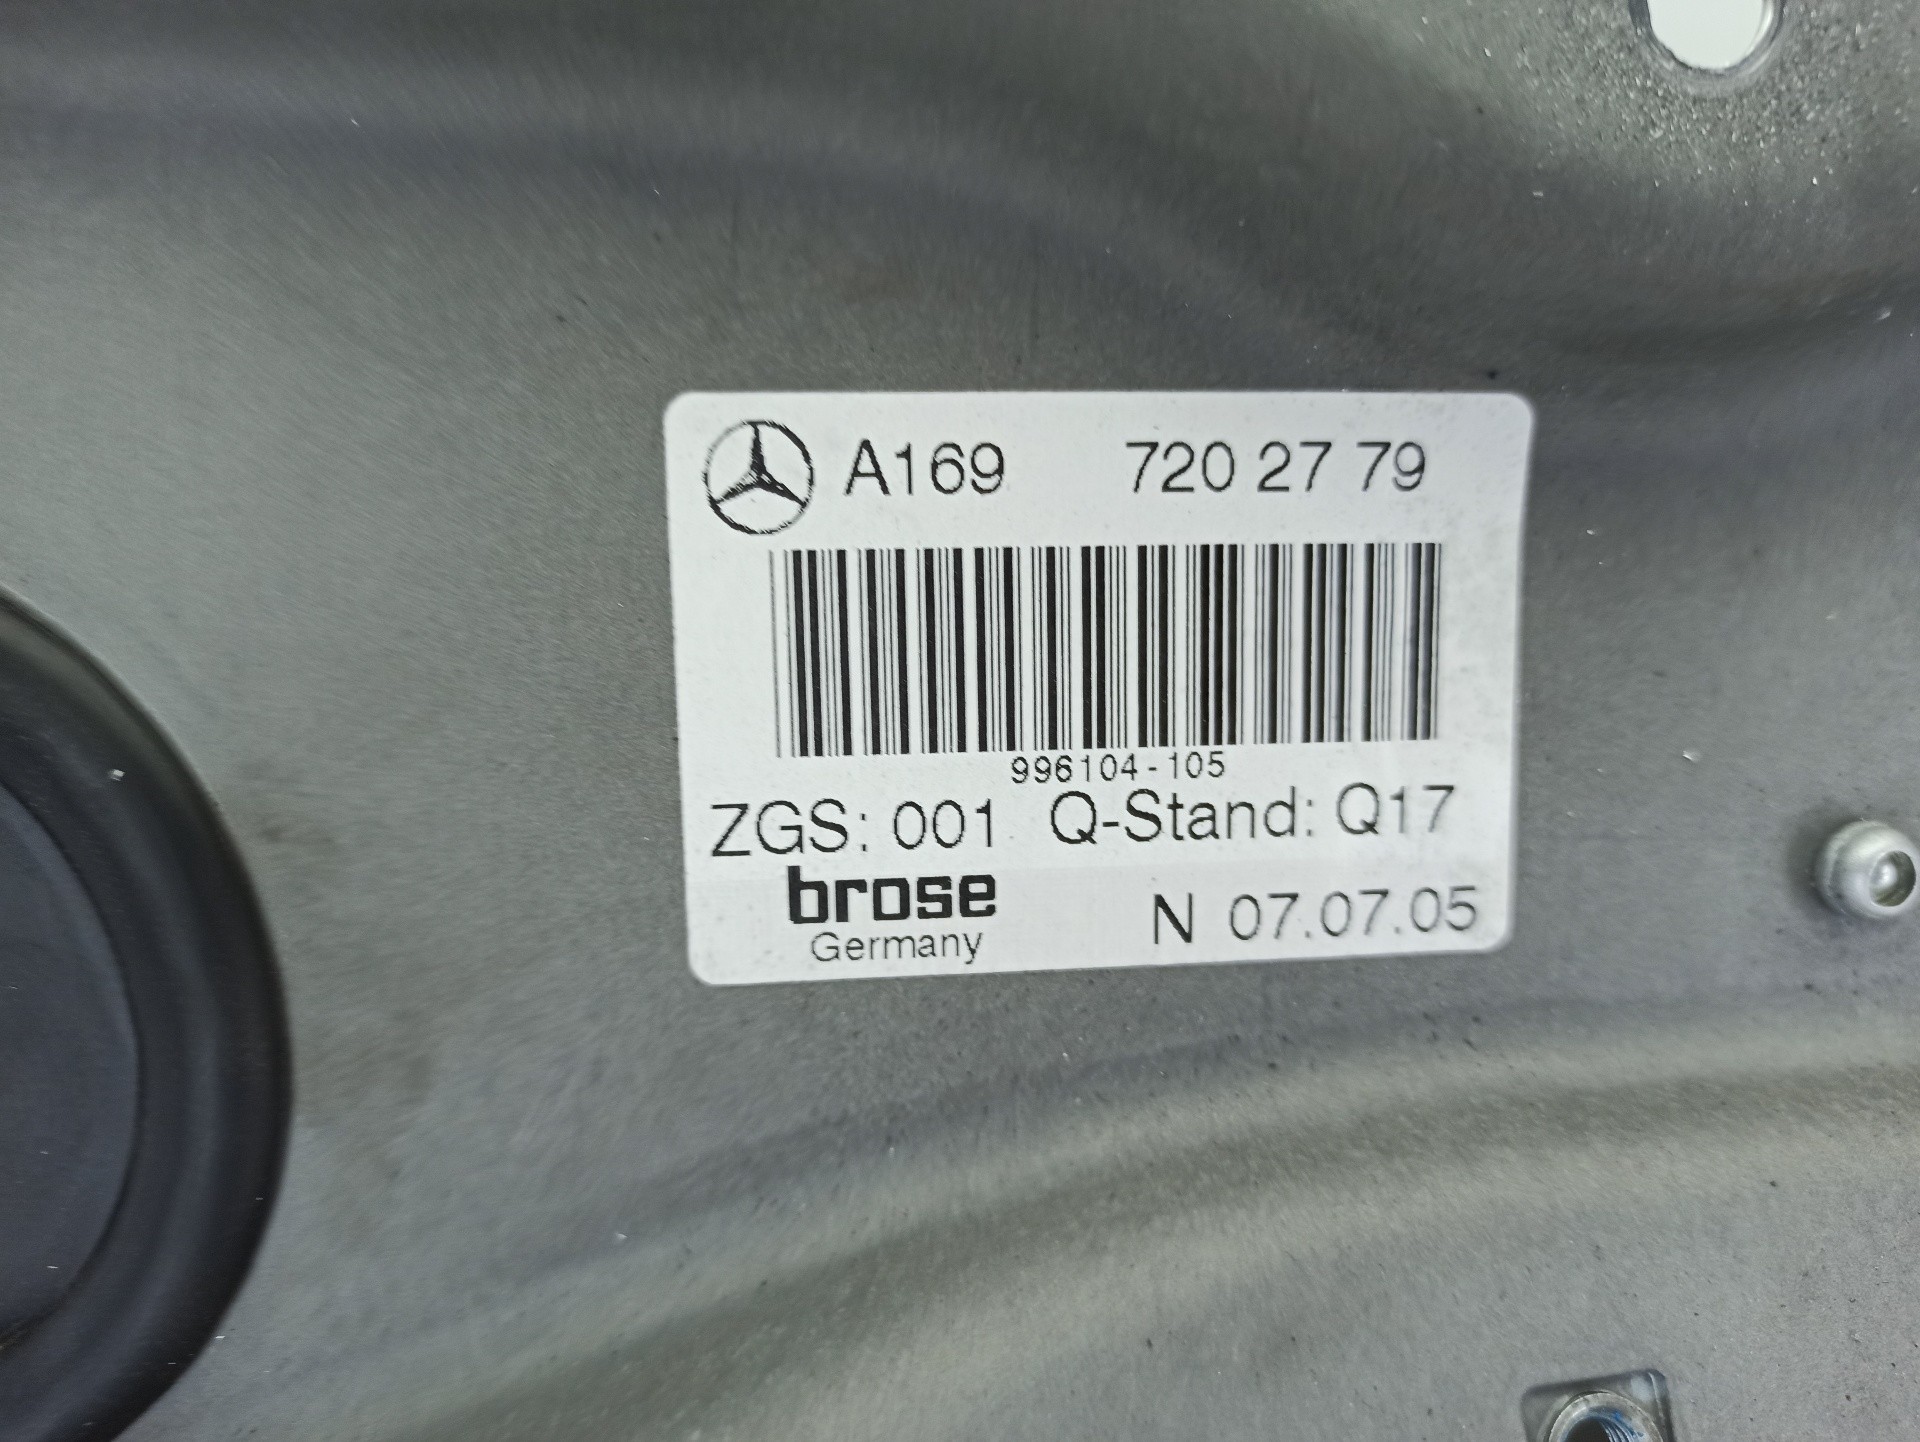 A169 720 27 79
996104-105
ZGS: 001 Q-Stand: Q17
brose
Germany
N 07.07.05